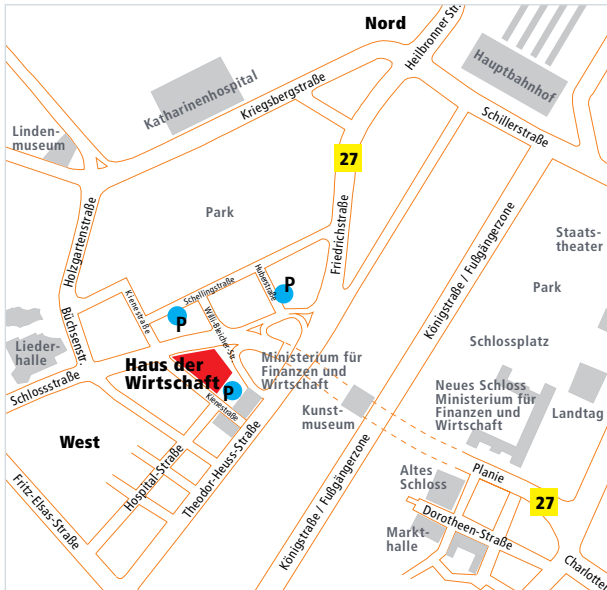 Nord
Heilbronner Str.
Hauptbahnhof
Katharinenhospital
Kriegsbergstraße
Schillerstraße
Linden-
museum
27
Holzgartenstraße
Park
Friedrichstraße
Königstraße / Fußgängerzone
Staats-
theater
Park
Kienestraße
Schellingstraße
Huberstraße
P
P
Willi-Bleicher-Str.
Büchsenstr.
Lieder-
halle
Schlossstraße
Haus der
Wirtschaft
P
Kienestraße
Ministerium für
Finanzen und
Wirtschaft
Schlossplatz
Kunst-
museum
Neues Schloss
Ministerium für
Finanzen und
Wirtschaft
Landtag
West
Hospital-Straße
Theodor-Heuss-Straße
Fritz-Elsas-Straße
Königstraße / Fußgängerzone
Altes
Schloss
Planie
27
Dorotheen-Straße
Markt-
halle
Charlotten